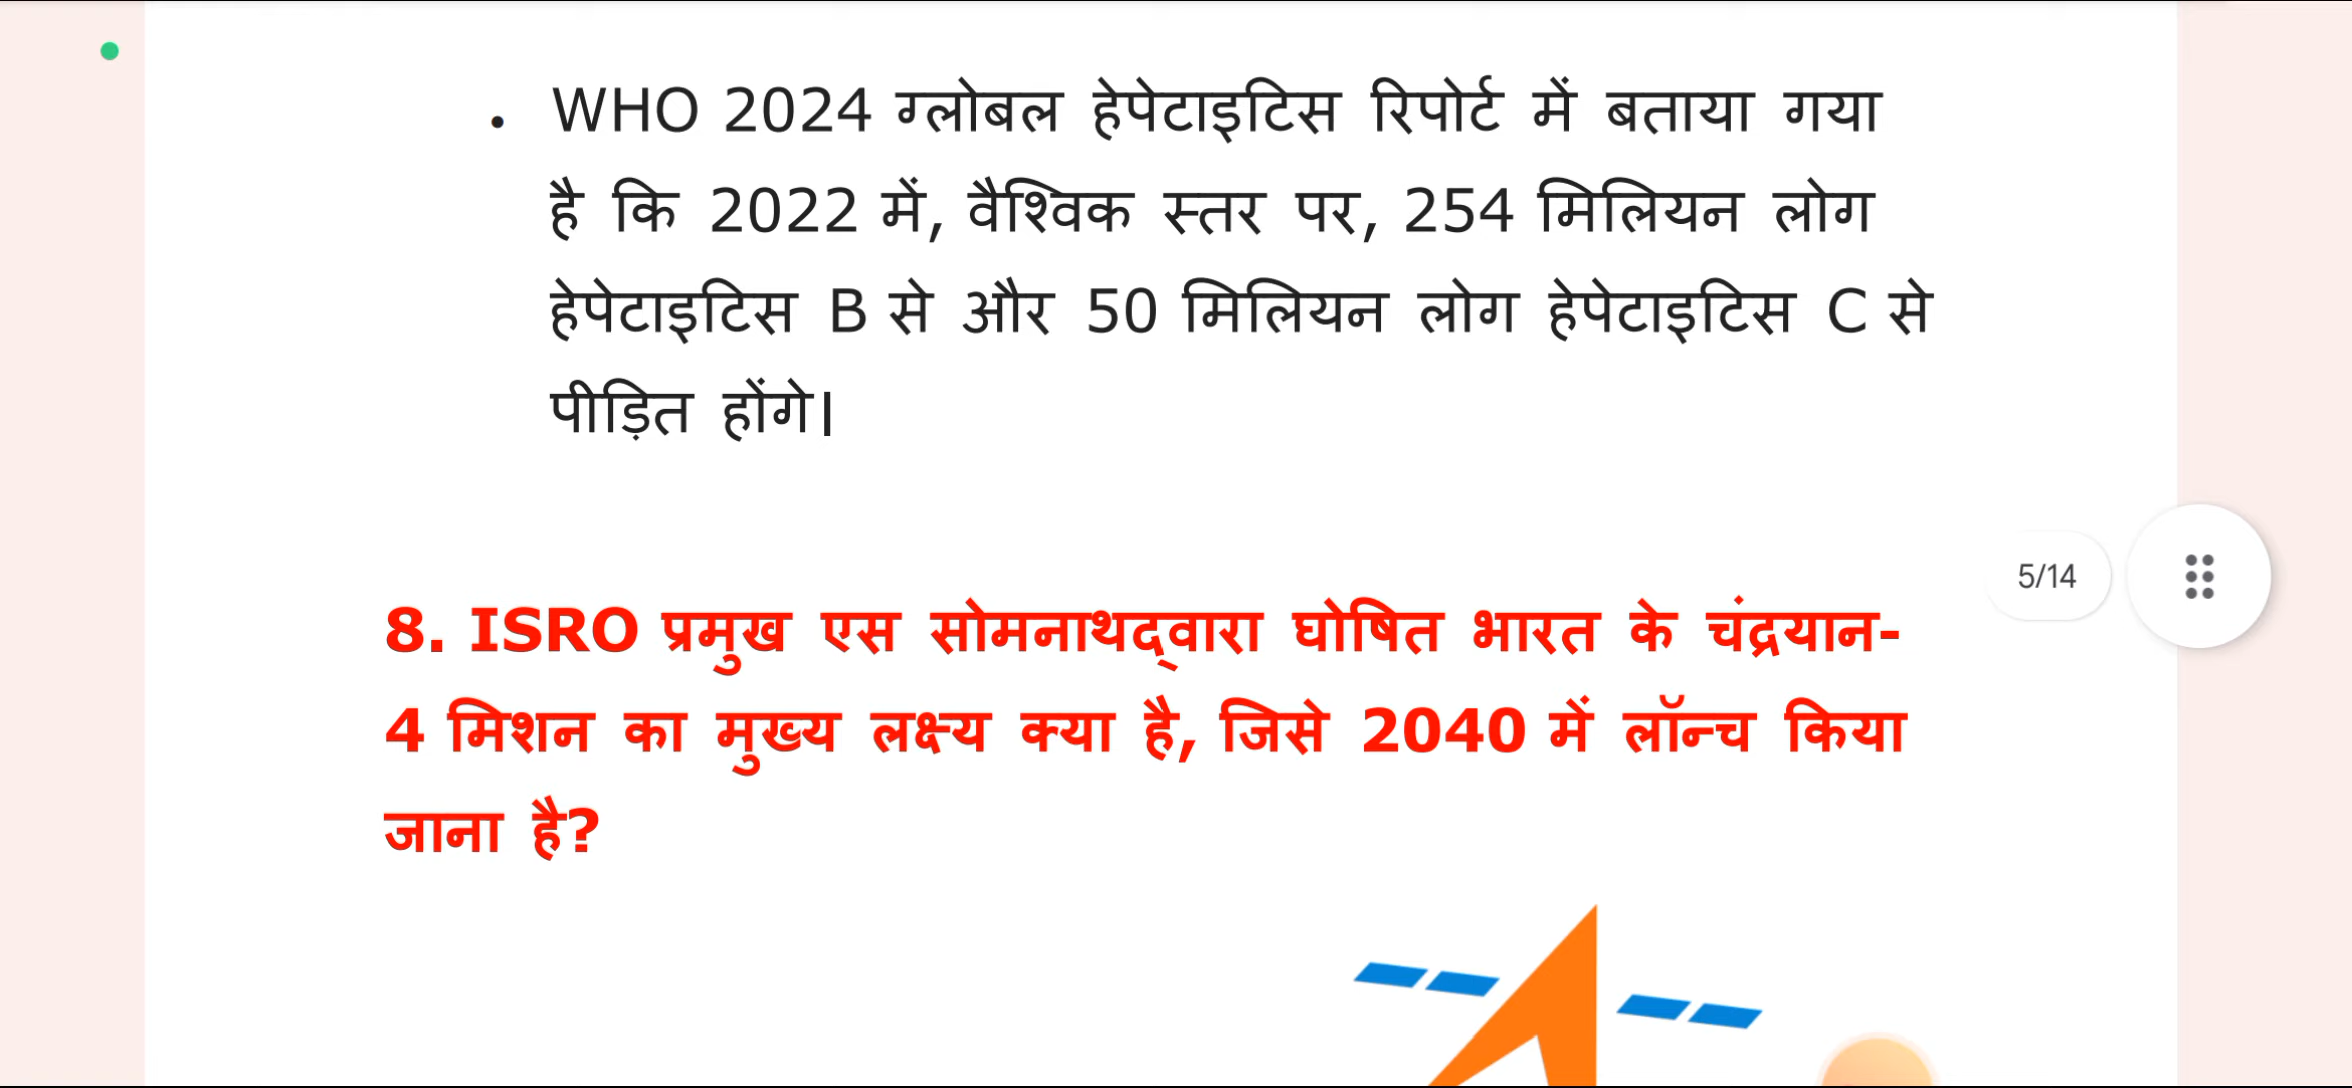 • WHO 2024 ग्लोबल हेपेटाइटिस रिपोर्ट में बताया गया
है कि 2022 में, वैश्विक स्तर पर, 254 मिलियन लोग
हेपेटाइटिस B से और 50 मिलियन लोग हेपेटाइटिस C से
पीड़ित होंगे।
5/14
8. ISRO प्रमुख एस सोमनाथद्वारा घोषित भारत के चंद्रयान-
4 मिशन का मुख्य लक्ष्य क्या है, जिसे 2040 में लॉन्च किया
जाना है?